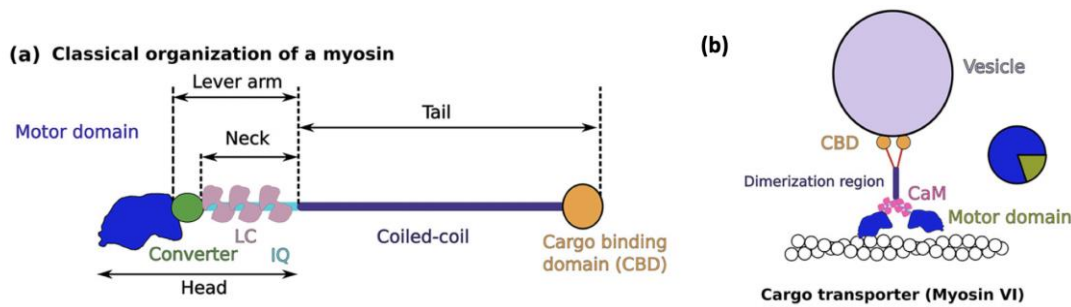 (a) Classical organization of a myosin
Lever arm
Motor domain
Neck
Tail
LC
Converter
IQ
Coiled-coil
Cargo binding
domain (CBD)
Head
(b)
Vesicle
CBD
Dimerization region
CaM
Motor domain
Cargo transporter (Myosin VI)